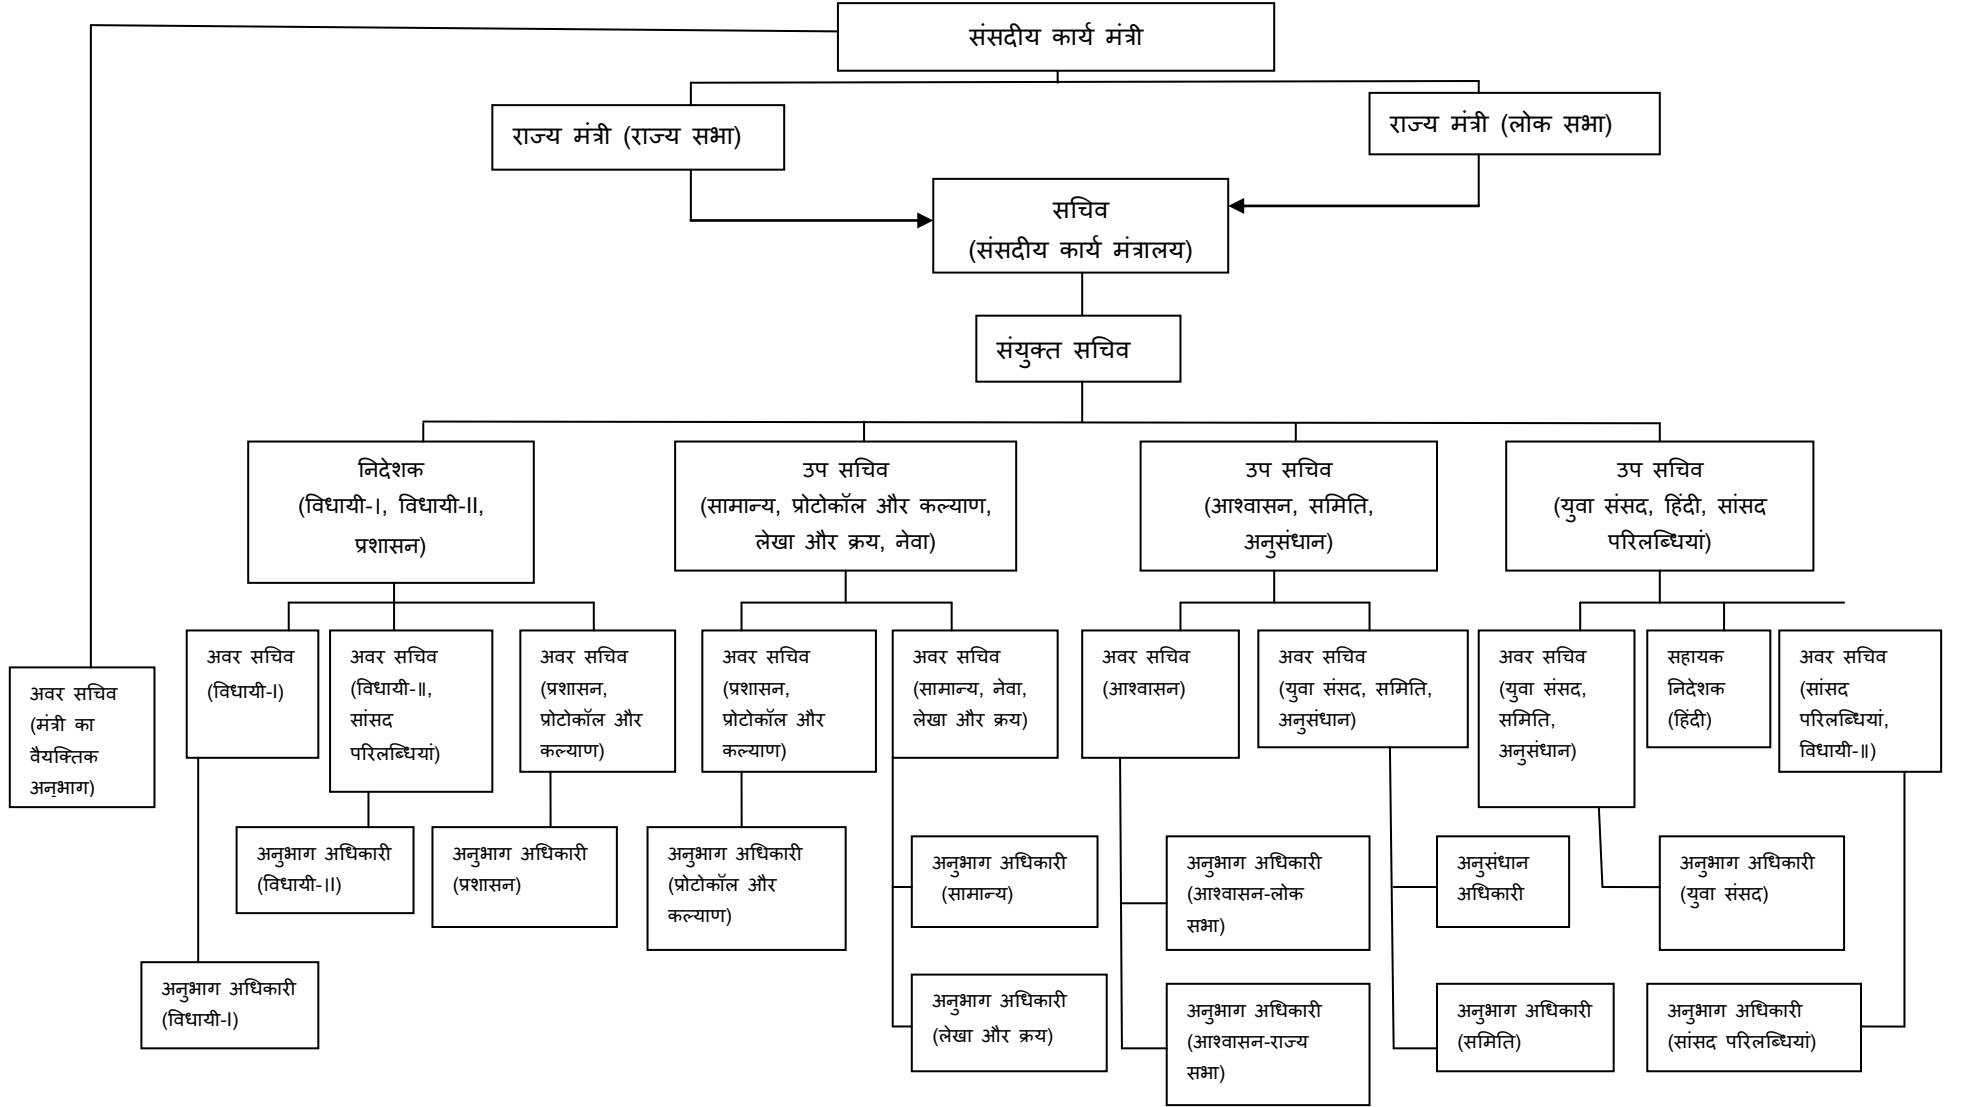 संसदीय कार्य मंत्री
राज्य मंत्री (राज्य सभा)
राज्य मंत्री (लोक सभा)
सचिव
(संसदीय कार्य मंत्रालय)
संयुक्त सचिव
निदेशक
(विधायी-।, विधायी-II,
प्रशासन)
उप सचिव
(सामान्य, प्रोटोकॉल और कल्याण,
लेखा और क्रय, नेवा)
उप सचिव
(आश्वासन, समिति,
अनुसंधान)
उप सचिव
(युवा संसद, हिंदी, सांसद
परिलब्धियां)
अवर सचिव
(मंत्री का
वैयक्तिक
अनुभाग)
अवर सचिव
(विधायी-I)
अवर सचिव
(विधायी-॥,
सांसद
परिलब्धियां)
अवर सचिव
(प्रशासन,
प्रोटोकॉल और
कल्याण)
अवर सचिव
(प्रशासन,
प्रोटोकॉल और
कल्याण)
अवर सचिव
(सामान्य, नेवा,
लेखा और क्रय)
अवर सचिव
(आश्वासन)
अवर सचिव
(युवा संसद, समिति,
अनुसंधान)
अवर सचिव
(युवा संसद,
समिति,
अनुसंधान)
सहायक
निदेशक
(हिंदी)
अवर सचिव
(सांसद
परिलब्धियां,
विधायी-॥)
अनुभाग अधिकारी
(विधायी-।I)
अनुभाग अधिकारी
(प्रशासन)
अनुभाग अधिकारी
(प्रोटोकॉल और
कल्याण)
अनुभाग अधिकारी
(सामान्य)
अनुभाग अधिकारी
(आश्वासन-लोक
सभा)
अनुसंधान
अधिकारी
अनुभाग अधिकारी
(युवा संसद)
अनुभाग अधिकारी
(विधायी-I)
अनुभाग अधिकारी
(लेखा और क्रय)
अनुभाग अधिकारी
(आश्वासन-राज्य
सभा)
अनुभाग अधिकारी
(समिति)
अनुभाग अधिकारी
(सांसद परिलब्धियां)